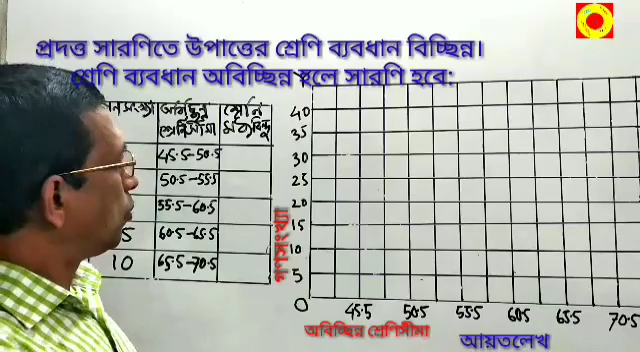 প্রদত্ত সারণিতে উপাত্তের শ্রেণি ব্যবধান বিচ্ছিন্ন।
শ্রেণি ব্যবধান অবিচ্ছিন্ন হলে সারণি হবে:
অবিচ্ছিন্ন শ্রেণিসীমা
শ্রেণি মধ্যবিন্দু
45.5-50.5
50.5-55.5
55.5-60.5
5 60.5-65.5
10 65.5-70.5
গণসংখ্যা
40
35
30
25
20
15
10
5
0 45.5 50.5 55.5 60.5 65.5 70.5
অবিচ্ছিন্ন শ্রেণিসীমা
আয়তলেখ